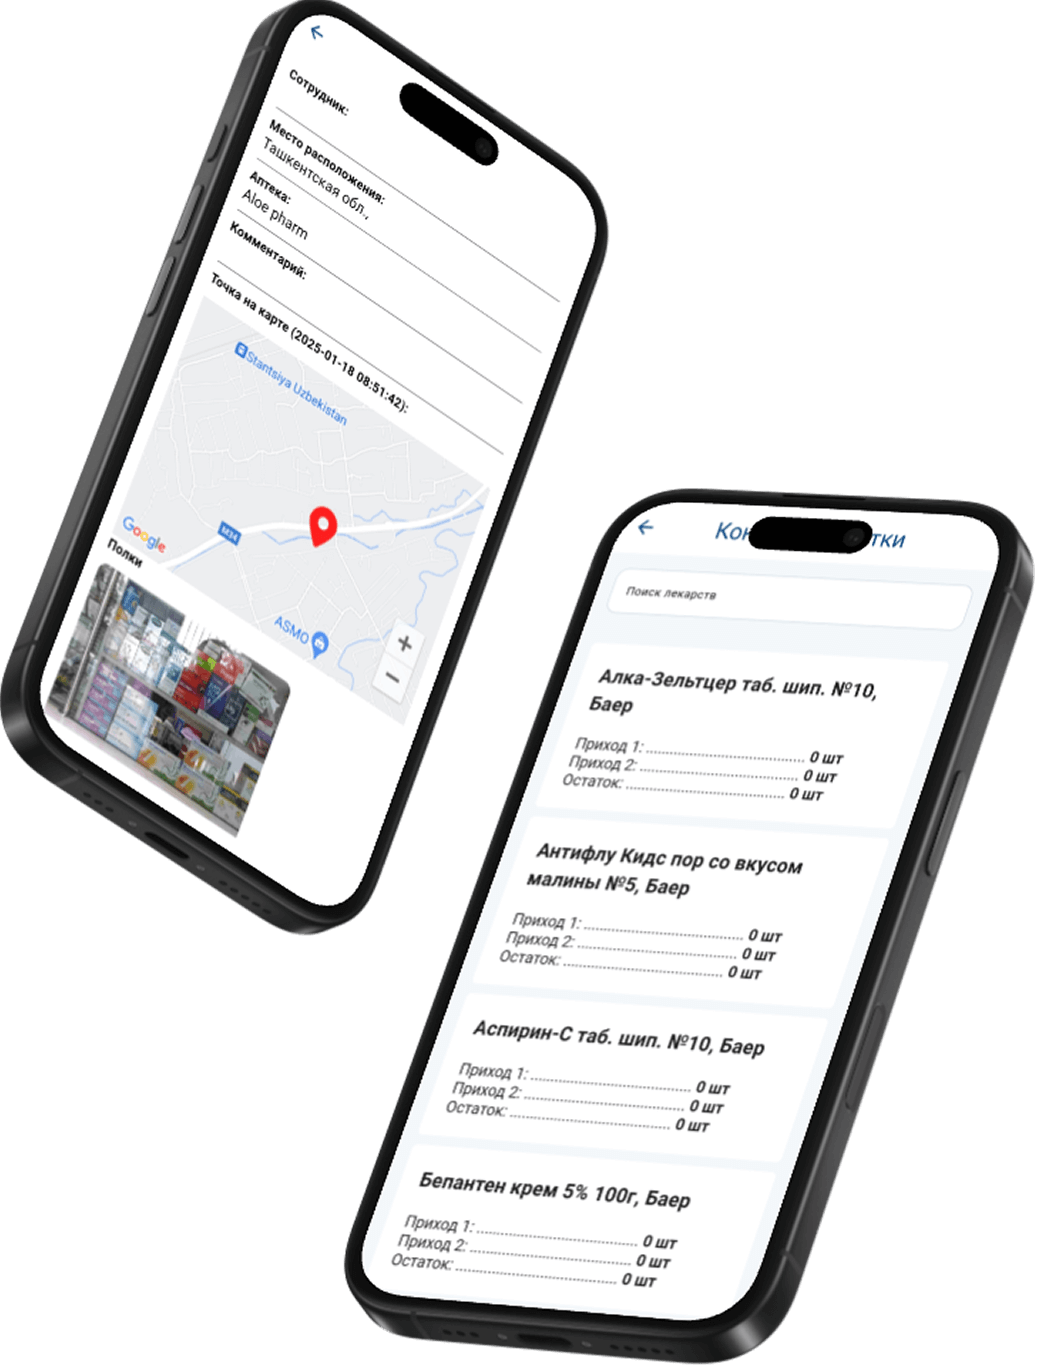 Сотрудник:
Место расположения:
Ташкентская обл.,
Аптека:
Aloe pharm
Комментарий:
Точка на карте (2025-01-18 08:51:42):
Stantsiya Uzbekistan
M34
Google
ASMO
+
−
Полки
Поиск лекарств
Алка-Зельтцер таб. шип. №10,
Баер
Приход 1: 0 шт
Приход 2: 0 шт
Остаток: 0 шт
Антифлу Кидс пор со вкусом
малины №5, Баер
Приход 1: 0 шт
Приход 2: 0 шт
Остаток: 0 шт
Аспирин-С таб. шип. №10, Баер
Приход 1: 0 шт
Приход 2: 0 шт
Остаток: 0 шт
Бепантен крем 5% 100г, Баер
Приход 1: 0 шт
Приход 2: 0 шт
Остаток: 0 шт